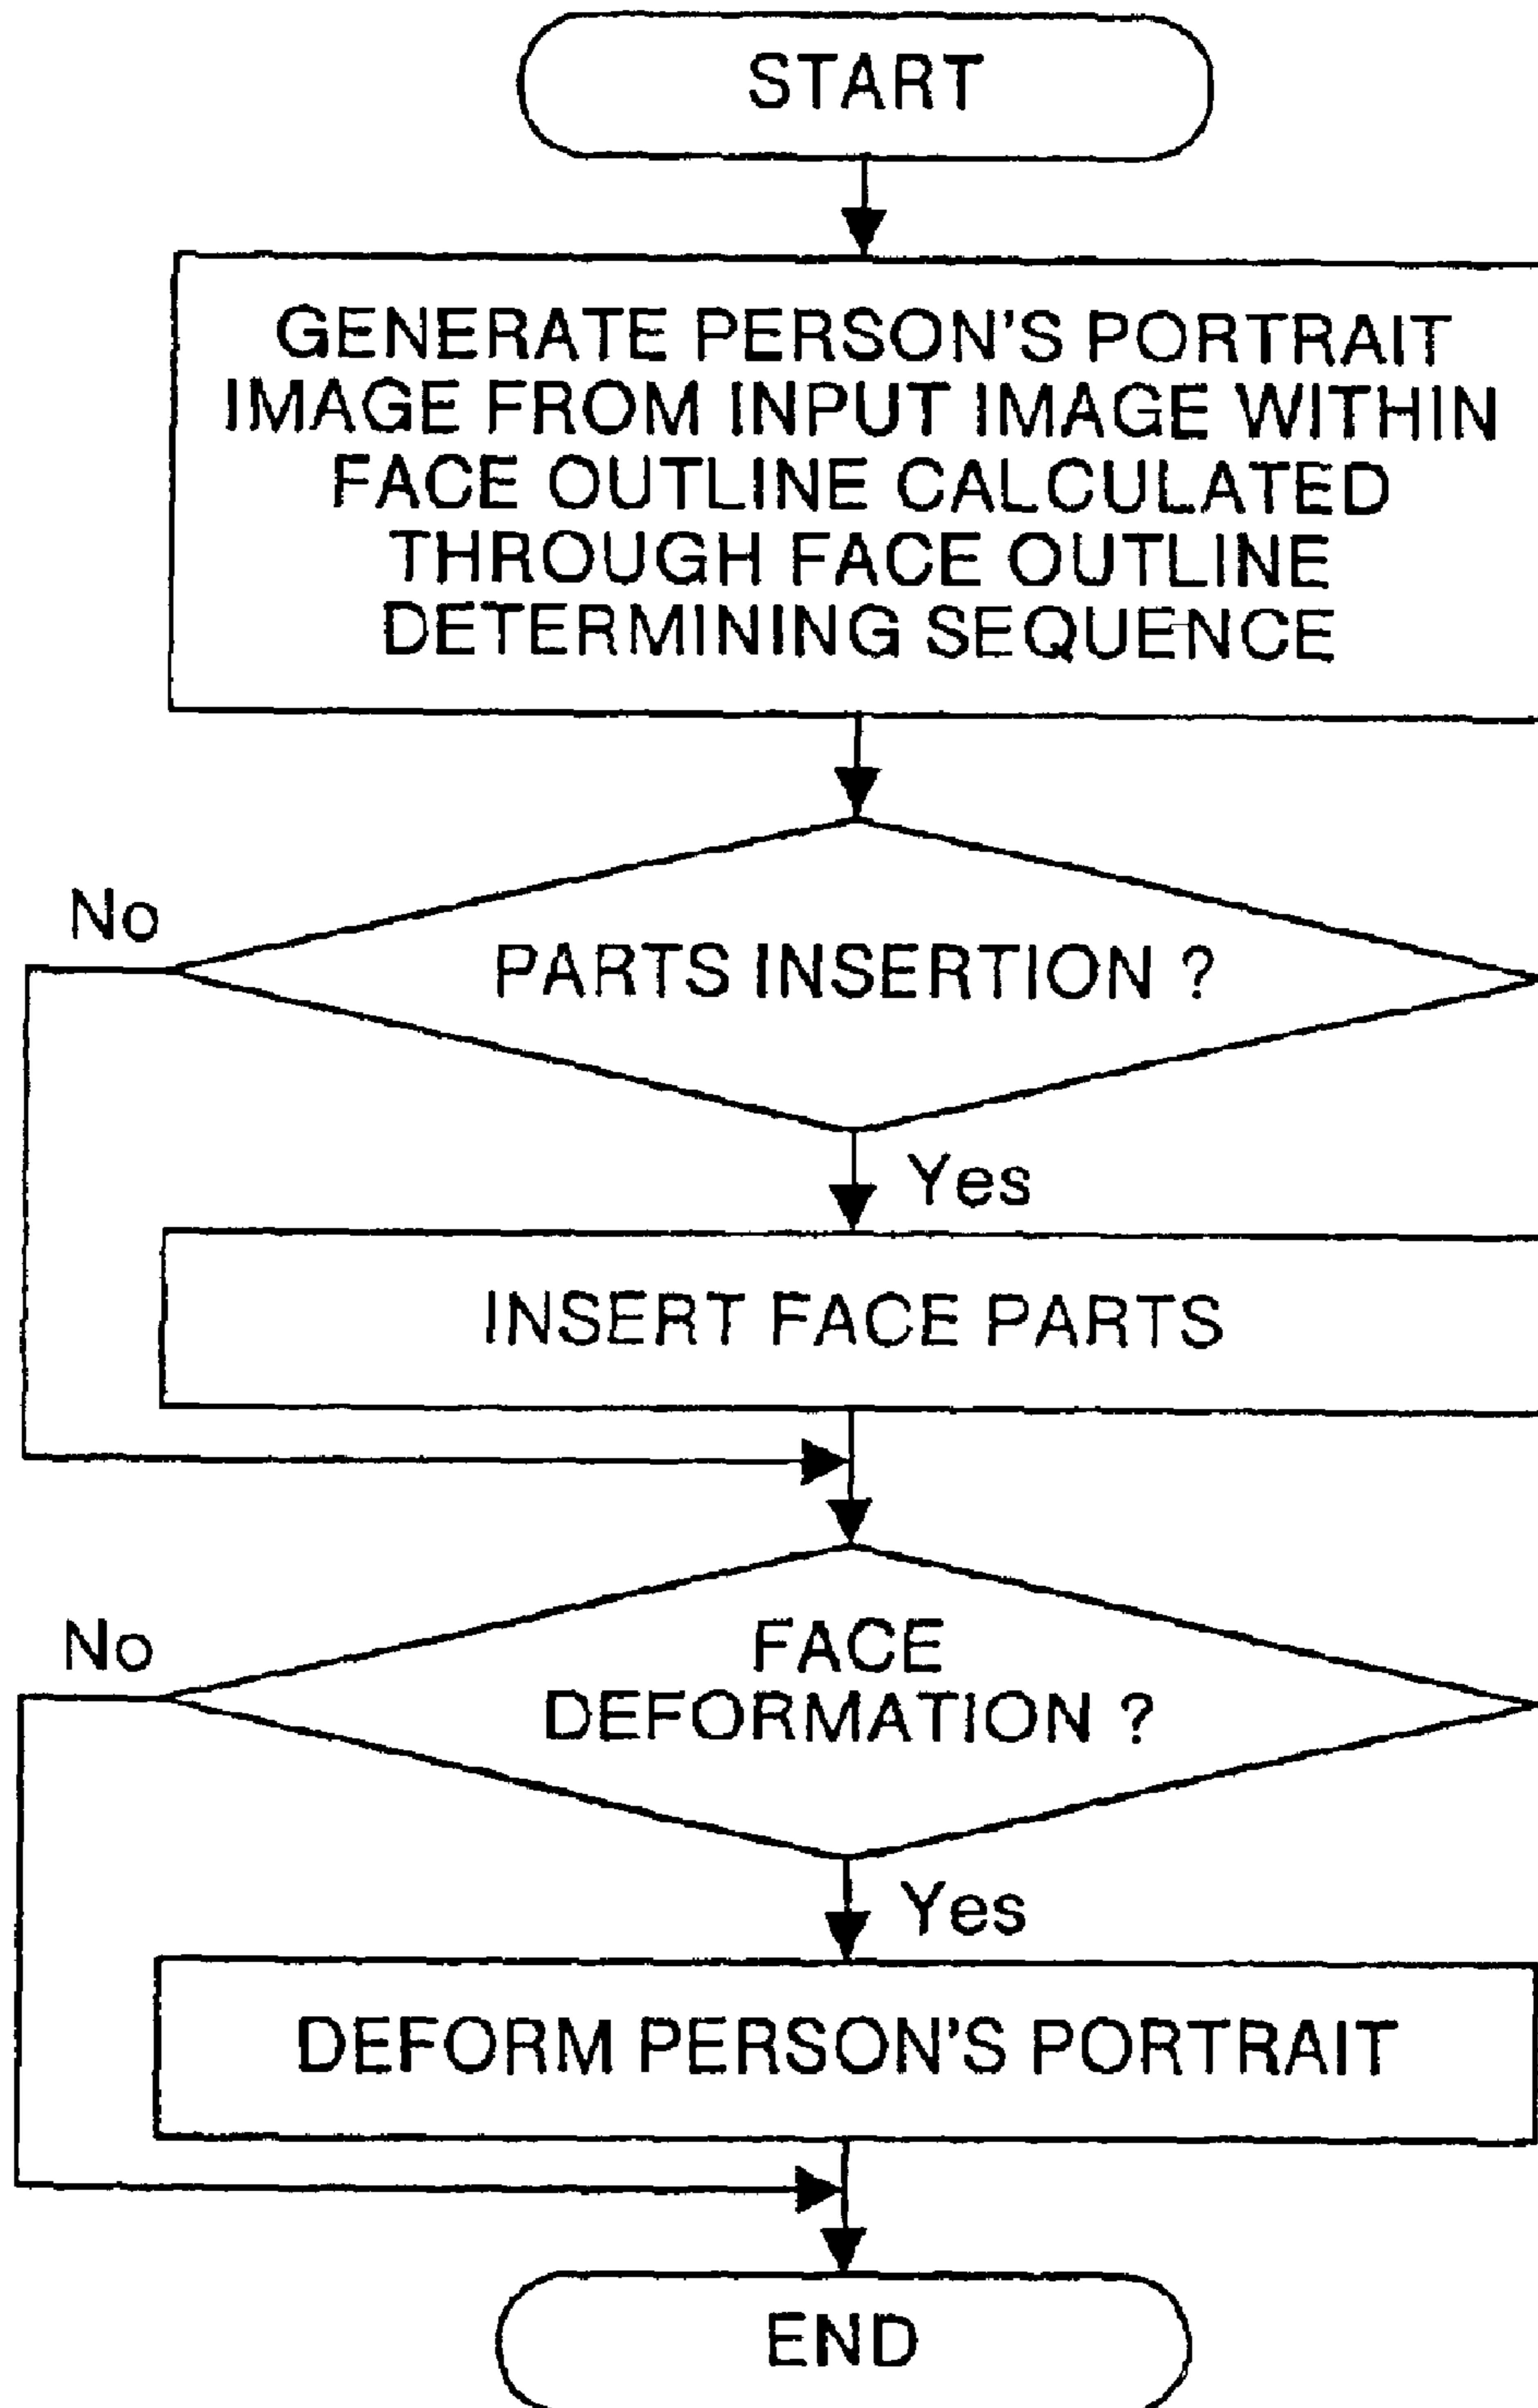 START
GENERATE PERSON'S PORTRAIT
IMAGE FROM INPUT IMAGE WITHIN
FACE OUTLINE CALCULATED
THROUGH FACE OUTLINE
DETERMINING SEQUENCE
No
PARTS INSERTION ?
Yes
INSERT FACE PARTS
No
FACE
DEFORMATION ?
Yes
DEFORM PERSON'S PORTRAIT
END